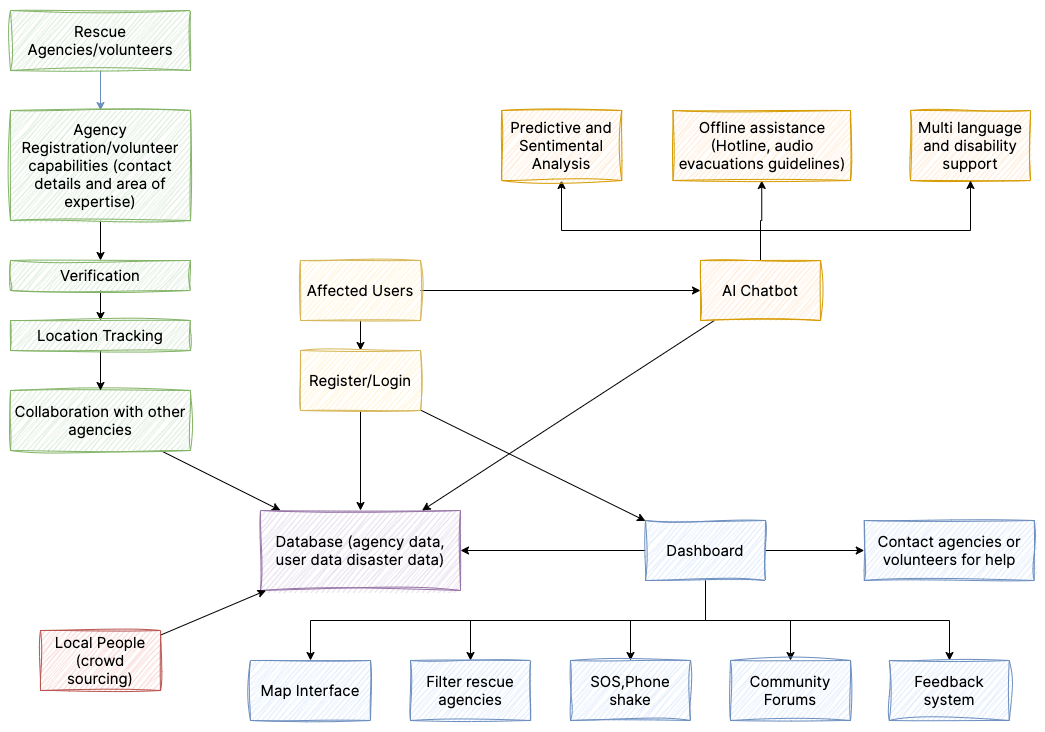 Rescue
Agencies/volunteers
Agency
Registration/volunteer
capabilities (contact
details and area of
expertise)
Verification
Location Tracking
Collaboration with other
agencies
Predictive and
Sentimental
Analysis
Offline assistance
(Hotline, audio
evacuations guidelines)
Multi language
and disability
support
Affected Users
AI Chatbot
Register/Login
Database (agency data,
user data disaster data)
Dashboard
Contact agencies or
volunteers for help
Local People
(crowd
sourcing)
Map Interface
Filter rescue
agencies
SOS,Phone
shake
Community
Forums
Feedback
system